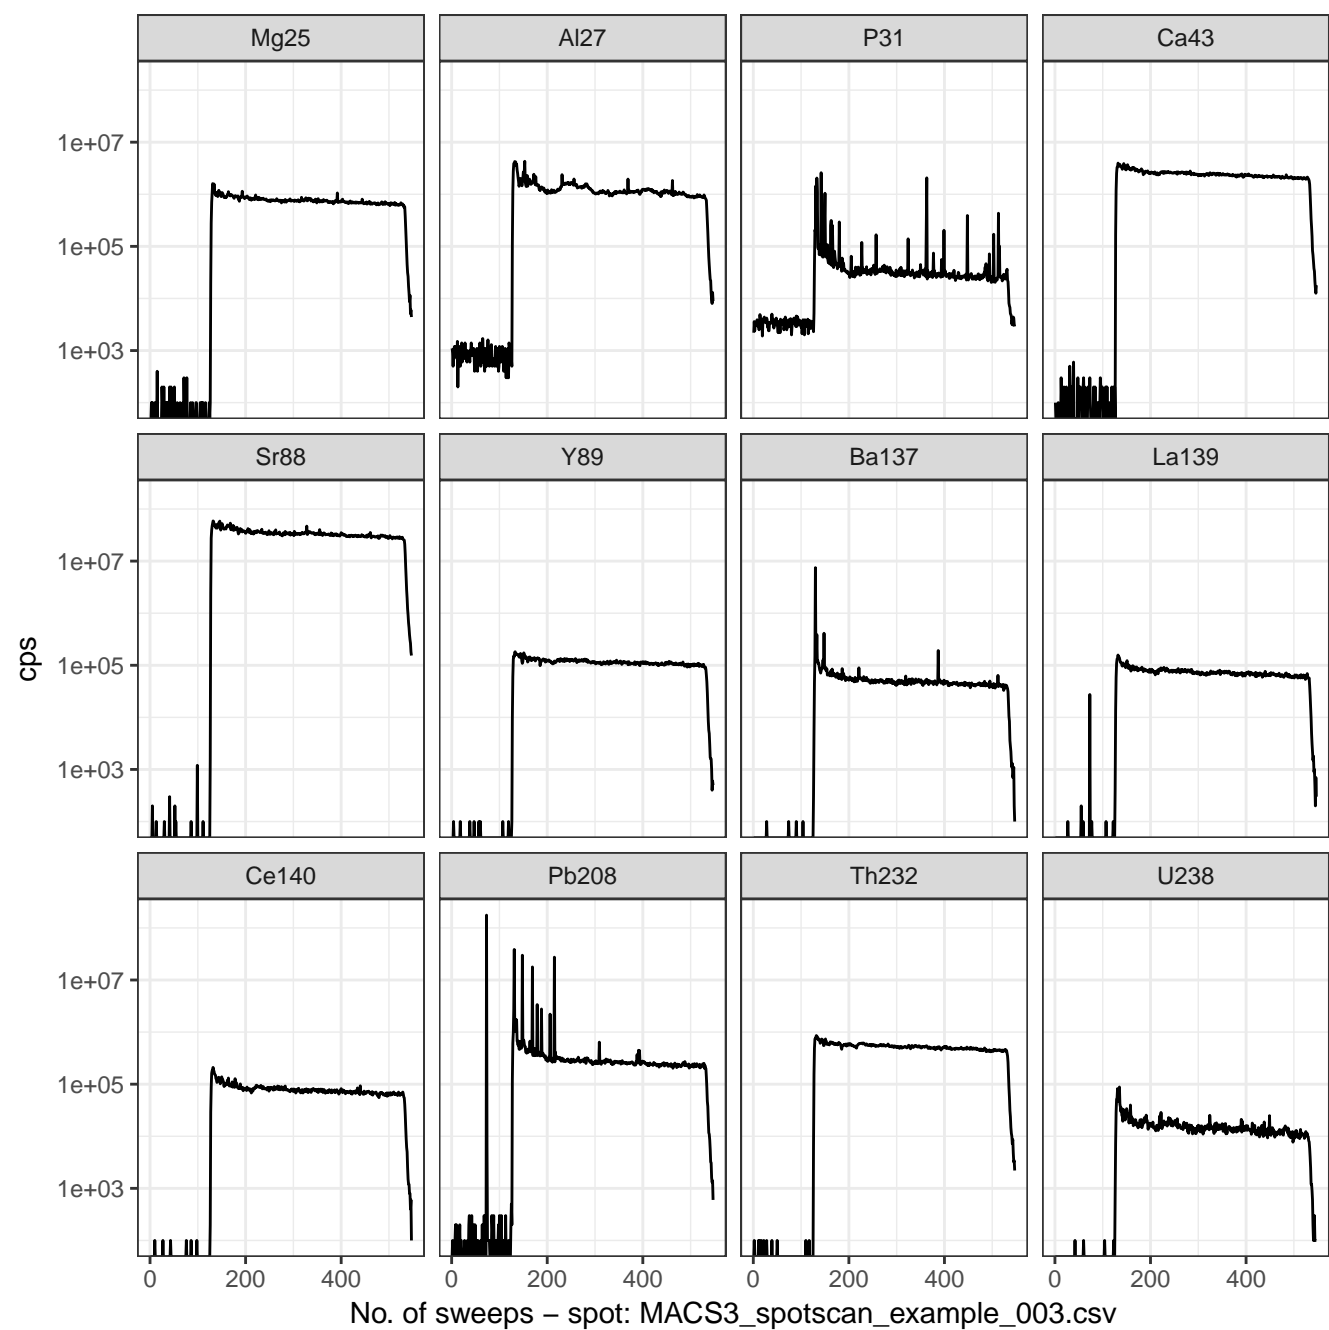 Mg25 Al27 P31 Ca43
1e+07
1e+05
1e+03
Sr88 Y89 Ba137 La139
1e+07
1e+05
1e+03
cps
Ce140 Pb208 Th232 U238
1e+07
1e+05
1e+03
0 200 400 0 200 400 0 200 400 0 200 400
No. of sweeps − spot: MACS3_spotscan_example_003.csv